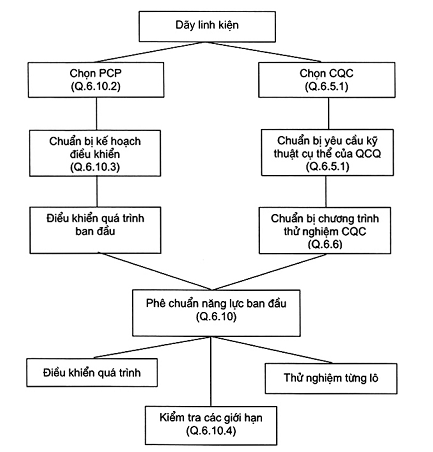 Dãy linh kiện
Chọn PCP
(Q.6.10.2)
Chọn CQC
(Q.6.5.1)
Chuẩn bị kế hoạch
điều khiển
(Q.6.10.3)
Chuẩn bị yêu cầu kỹ
thuật cụ thể của QCQ
(Q.6.5.1)
Điều khiển quá trình
ban đầu
Chuẩn bị chương trình
thử nghiệm CQC
(Q.6.6)
Phê chuẩn năng lực ban đầu
(Q.6.10)
Điều khiển quá trình
Thử nghiệm từng lô
Kiểm tra các giới hạn
(Q.6.10.4)